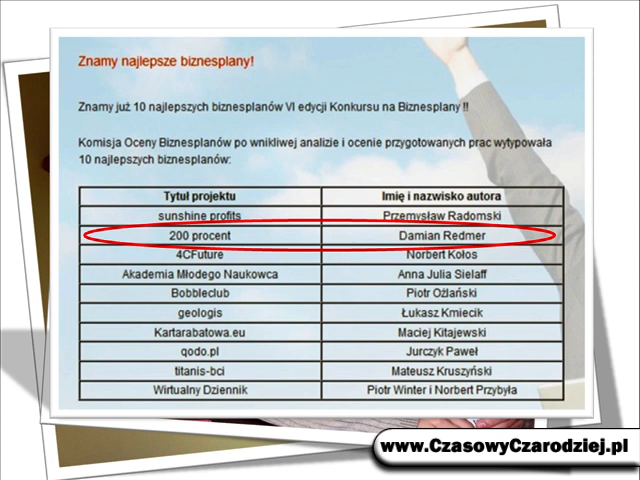 Znamy najlepsze biznesplany!
Znamy już 10 najlepszych biznesplanów VI edycji Konkursu na Biznesplany !!
Komisja Oceny Biznesplanów po wnikliwej analizie i ocenie przygotowanych prac wytypowała
10 najlepszych biznesplanów:
Tytuł projektu Imię i nazwisko autora
sunshine profits Przemysław Radomski
200 procent Damian Redmer
4CFuture Norbert Kołos
Akademia Młodego Naukowca Anna Julia Sielaff
Bobbleclub Piotr Oźlański
geologis Łukasz Kmiecik
Kartarabatowa.eu Maciej Kitajewski
qodo.pl Jurczyk Paweł
titanis-bci Mateusz Kruszyński
Wirtualny Dziennik Piotr Winter i Norbert Przybyła
www.CzasowyCzarodziej.pl